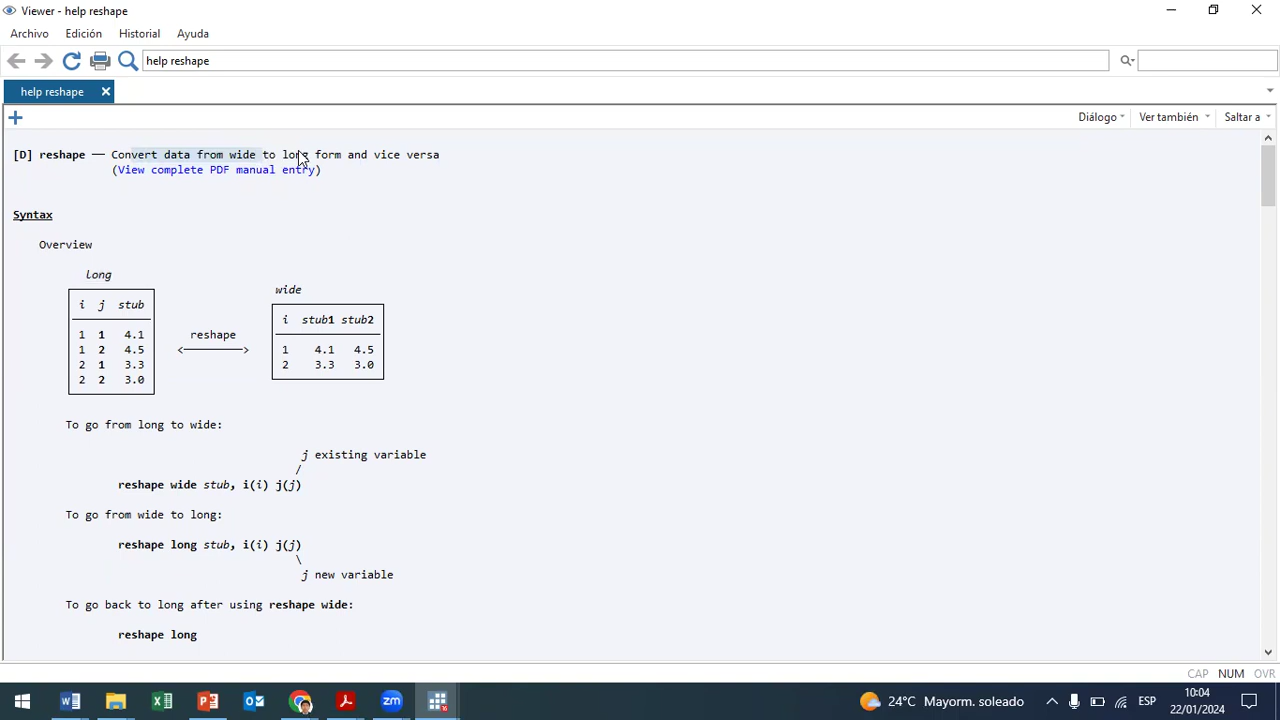 Viewer - help reshape
Archivo Edición Historial Ayuda
help reshape
help reshape
Diálogo Ver también Saltar a
[D] reshape — Convert data from wide to long form and vice versa
(View complete PDF manual entry)
Syntax
Overview
long
wide
i j stub
i stub1 stub2
reshape
1 1 4.1
1 2 4.5
2 1 3.3
2 2 3.0
1 4.1 4.5
2 3.3 3.0
To go from long to wide:
j existing variable
/
reshape wide stub, i(i) j(j)
To go from wide to long:
reshape long stub, i(i) j(j)
\
j new variable
To go back to long after using reshape wide:
reshape long
CAP NUM OVR
24°C Mayorm. soleado
ESP
10:04
22/01/2024